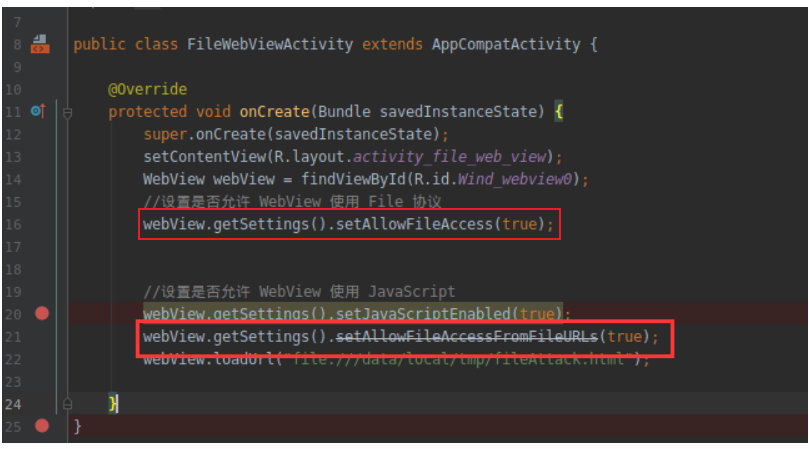 7
8 public class FileWebViewActivity extends AppCompatActivity {
9
10 @Override
11 protected void onCreate(Bundle savedInstanceState) {
12 super.onCreate(savedInstanceState);
13 setContentView(R.layout.activity_file_web_view);
14 WebView webView = findViewById(R.id.Wind_webview0);
15 //设置是否允许 WebView 使用 File 协议
16 webView.getSettings().setAllowFileAccess(true);
17
18
19 //设置是否允许 WebView 使用 JavaScript
20 webView.getSettings().setJavaScriptEnabled(true);
21 webView.getSettings().setAllowFileAccessFromFileURLs(true);
22 webView.loadUrl("file:///data/local/tmp/fileAttack.html");
23
24 }
25 }